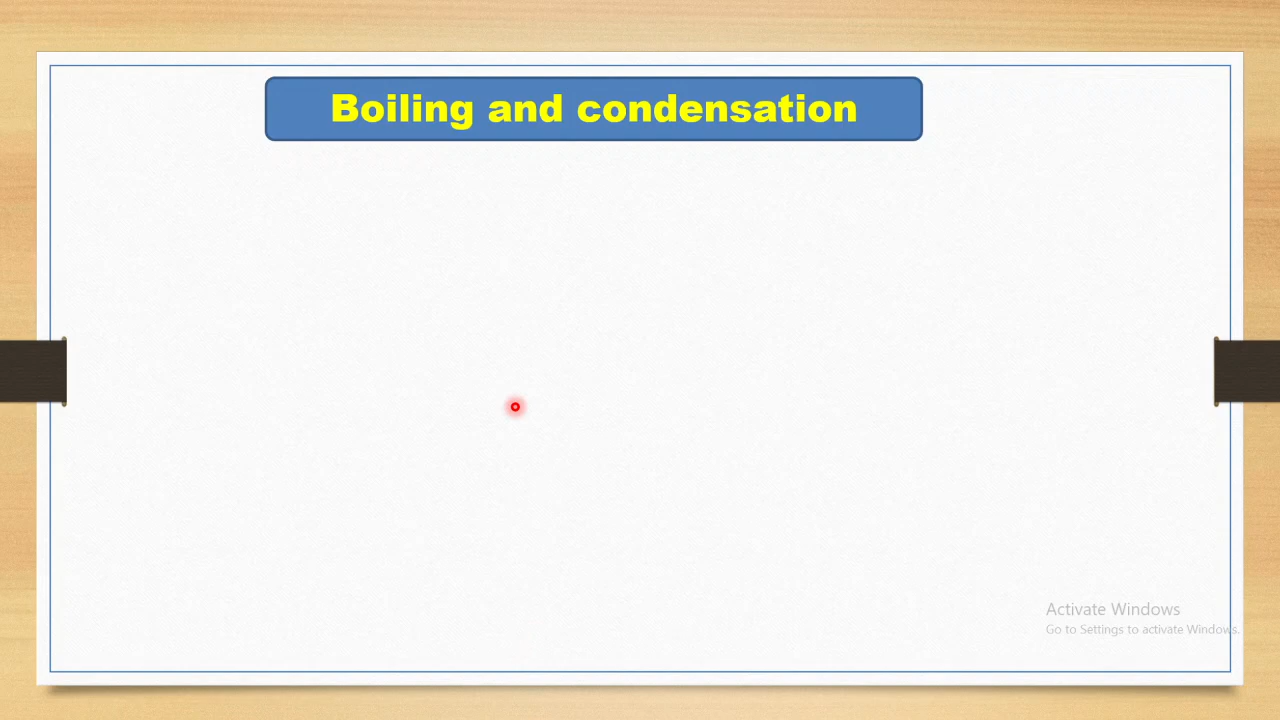 Boiling and condensation
Activate Windows
Go to Settings to activate Windows.